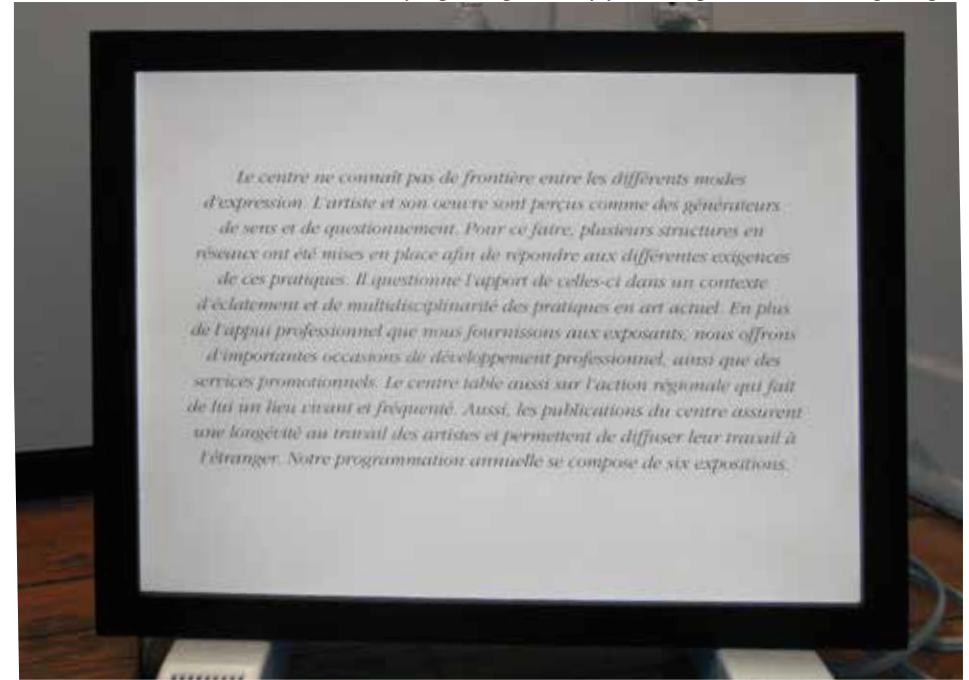 Le centre ne connaît pas de frontière entre les différents modes
d'expression. L'artiste et son oeuvre sont perçus comme des générateurs
de sens et de questionnement. Pour ce faire, plusieurs structures en
réseaux ont été mises en place afin de répondre aux différentes exigences
de ces pratiques. Il questionne l'apport de celles-ci dans un contexte
d'éclatement et de multidisciplinarité des pratiques en art actuel. En plus
de l'appui professionnel que nous fournissons aux exposants, nous offrons
d'importantes occasions de développement professionnel, ainsi que des
services promotionnels. Le centre table aussi sur l'action régionale qui fait
de lui un lieu vivant et fréquenté. Aussi, les publications du centre assurent
une longévité au travail des artistes et permettent de diffuser leur travail à
l'étranger. Notre programmation annuelle se compose de six expositions.